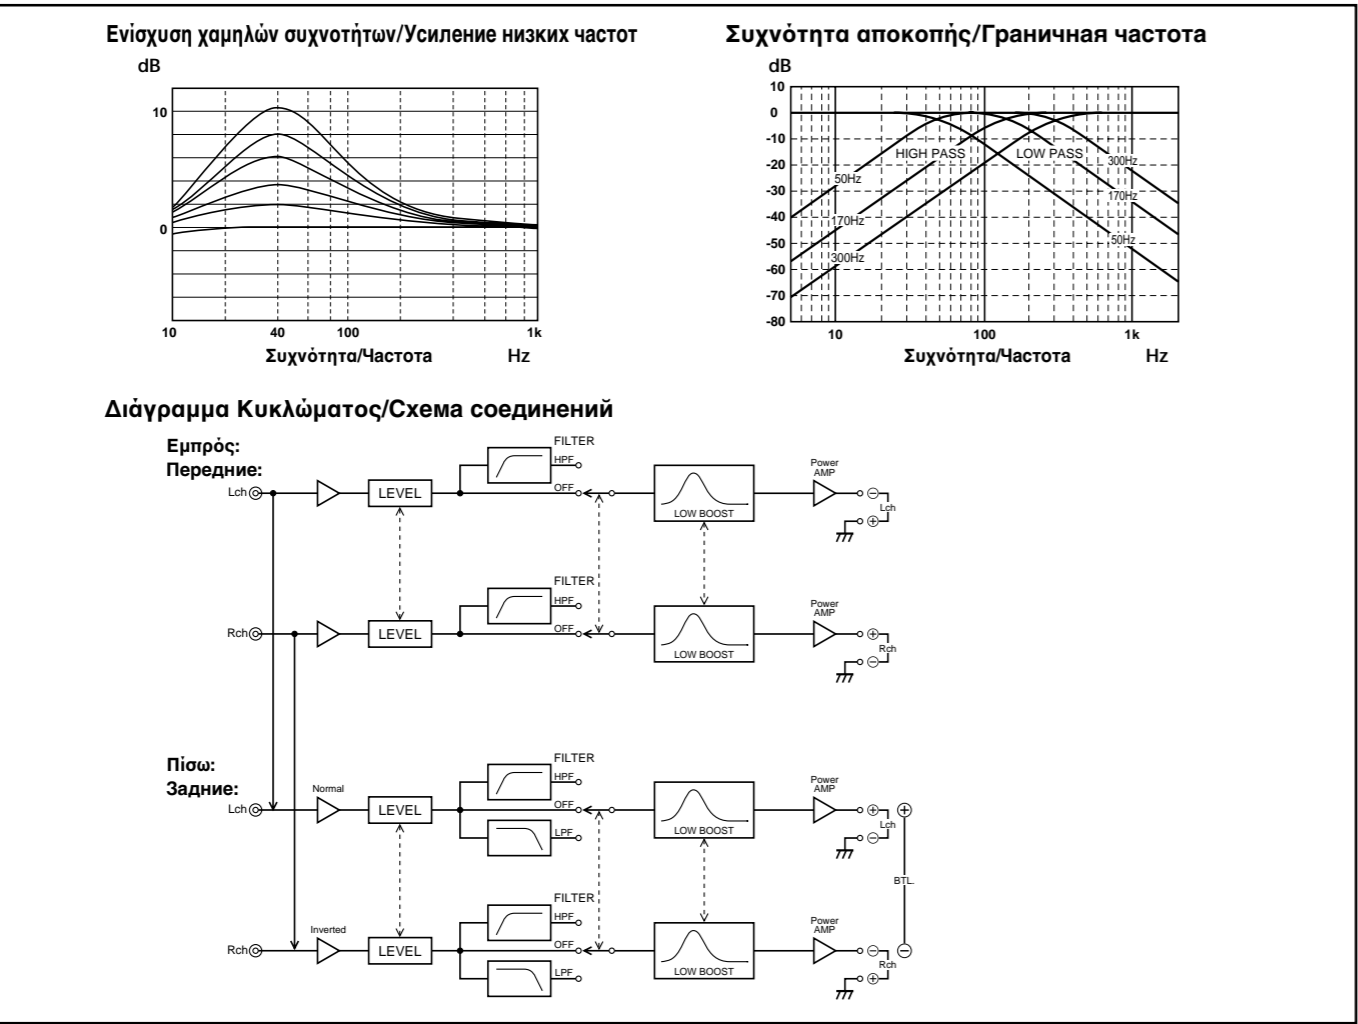 Ενίσχυση χαμηλών συχνοτήτων/Усиление низких частот
dB
10
0
10
40
100
1k
Συχνότητα/Частота
Hz
Συχνότητα αποκοπής/Граничная частота
dB
10
0
-10
-20
-30
-40
-50
-60
-70
-80
HIGH PASS
LOW PASS
50Hz
170Hz
300Hz
300Hz
170Hz
50Hz
10
100
1k
Συχνότητα/Частота
Hz
Διάγραμμα Κυκλώματος/Схема соединений
Εμπρός:
Передние:
Lch
LEVEL
FILTER
HPF
OFF
LOW BOOST
Power
AMP
⊖
Lch
⊕
Rch
LEVEL
FILTER
HPF
OFF
LOW BOOST
Power
AMP
⊕
Rch
⊖
Πίσω:
Задние:
Lch
Normal
LEVEL
FILTER
HPF
OFF
LPF
LOW BOOST
Power
AMP
⊕
Lch
⊖
⊕
BTL.
Rch
Inverted
LEVEL
FILTER
HPF
OFF
LPF
LOW BOOST
Power
AMP
⊖
Rch
⊕
⊖